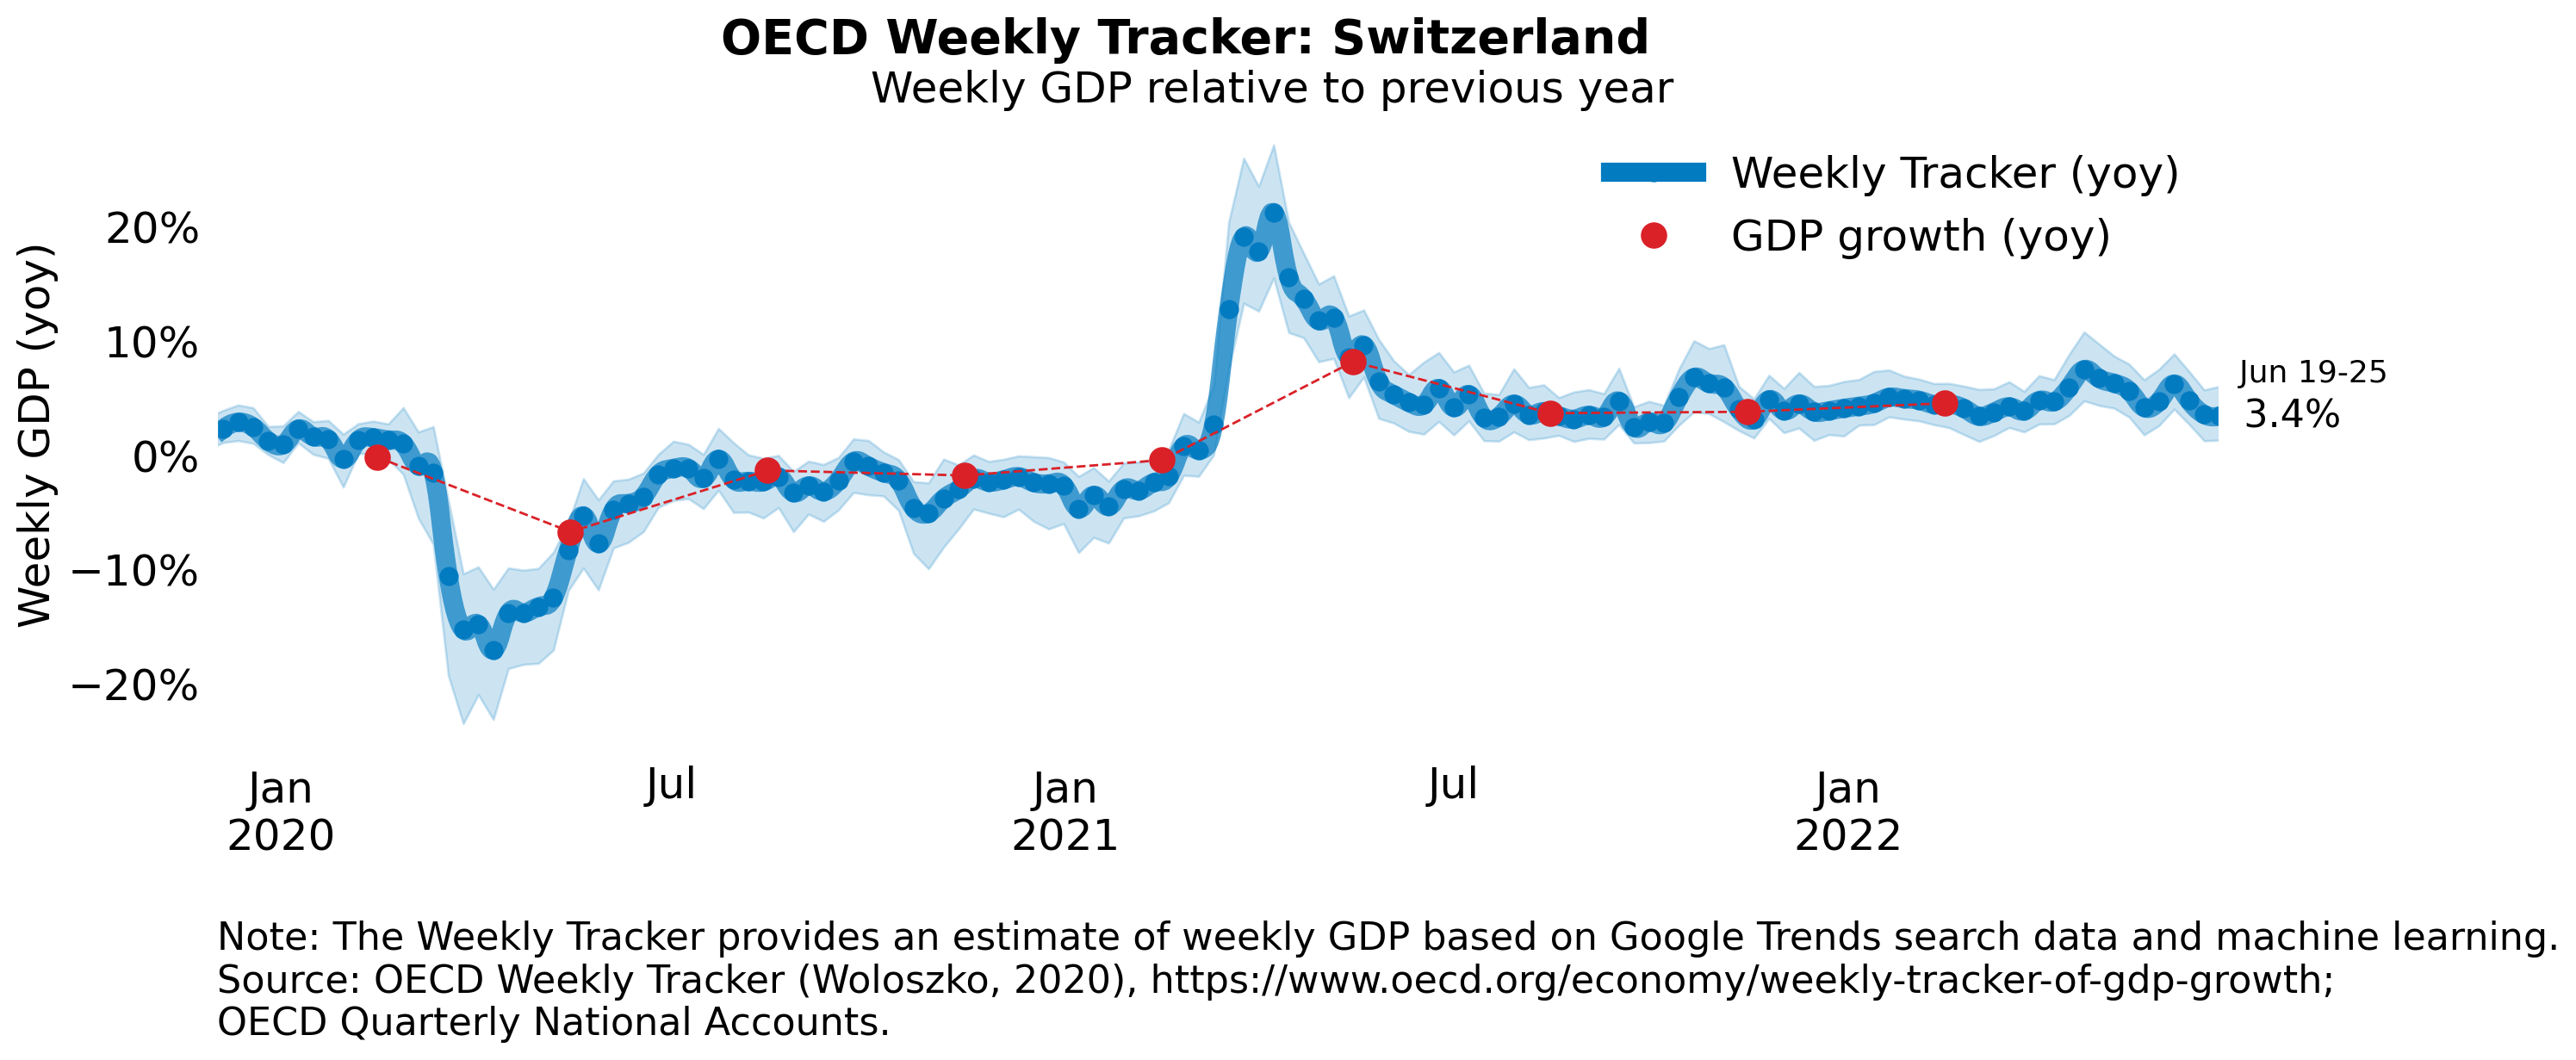 OECD Weekly Tracker: Switzerland
Weekly GDP relative to previous year
Weekly Tracker (yoy)
GDP growth (yoy)
Weekly GDP (yoy)
20%
10%
0%
−10%
−20%
Jun 19-25
3.4%
Jan
2020
Jul
Jan
2021
Jul
Jan
2022
Note: The Weekly Tracker provides an estimate of weekly GDP based on Google Trends search data and machine learning.
Source: OECD Weekly Tracker (Woloszko, 2020), https://www.oecd.org/economy/weekly-tracker-of-gdp-growth;
OECD Quarterly National Accounts.